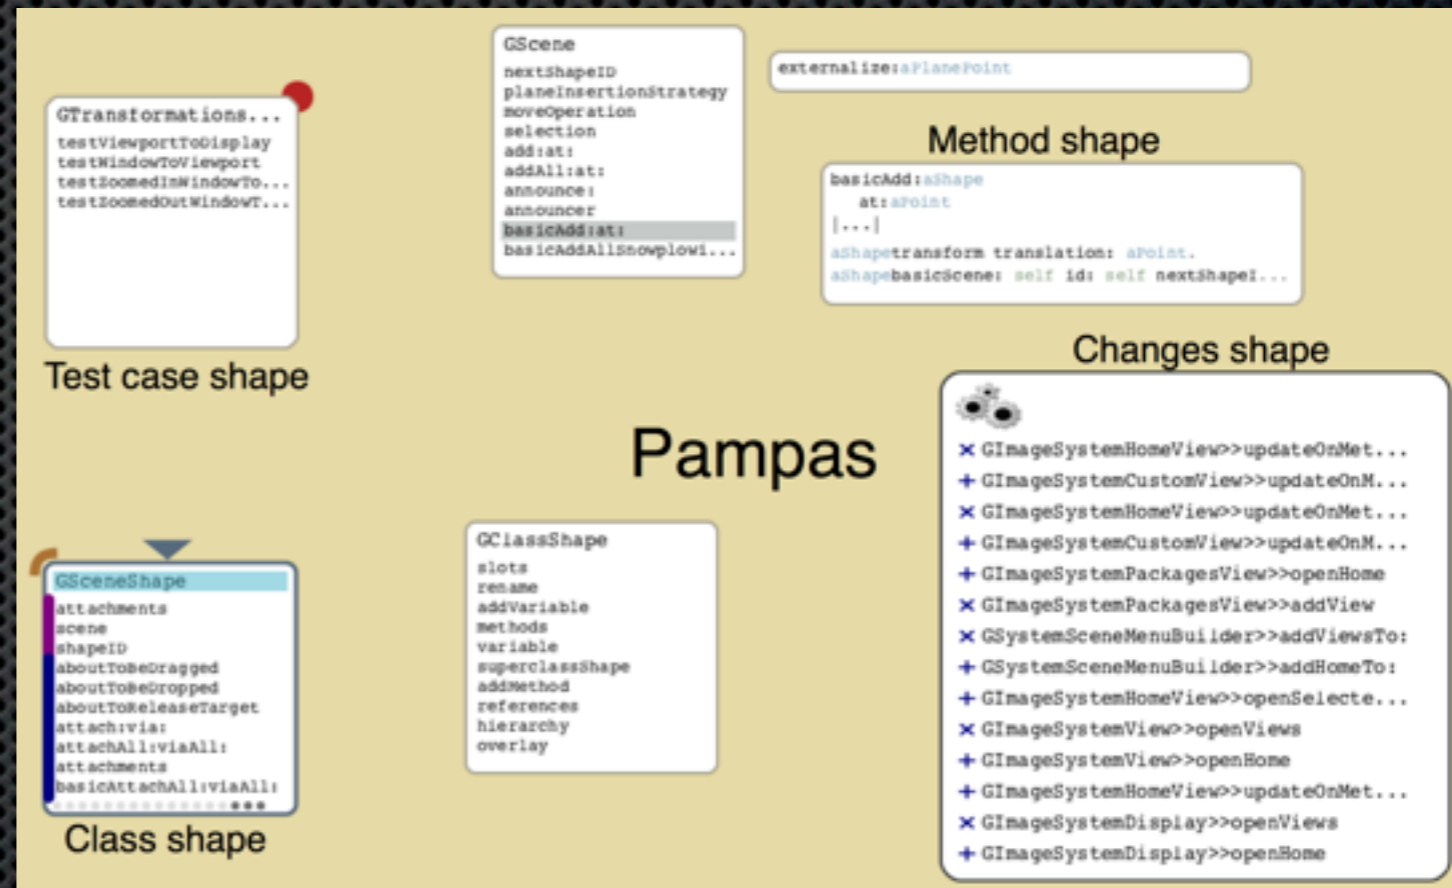 GTransformations...
testViewportToDisplay
testWindowToViewport
testZoomedInWindowTo...
testZoomedOutWindowT...
Test case shape
GScene
nextShapeID
planeInsertionStrategy
moveOperation
selection
add:at:
addAll:at:
announce:
announcer
basicAdd:at:
basicAddAllSnowplowi...
externalize:aPlanePoint
Method shape
basicAdd:aShape
at:aPoint
|...|
aShapetransform translation: aPoint.
aShapebasicScene: self id: self nextShapeI...
Pampas
Changes shape
× GImageSystemHomeView>>updateOnMet...
+ GImageSystemCustomView>>updateOnM...
× GImageSystemHomeView>>updateOnMet...
+ GImageSystemCustomView>>updateOnM...
+ GImageSystemPackagesView>>openHome
× GImageSystemPackagesView>>addView
× GSystemSceneMenuBuilder>>addViewsTo:
+ GSystemSceneMenuBuilder>>addHomeTo:
+ GImageSystemHomeView>>openSelecte...
× GImageSystemView>>openViews
+ GImageSystemView>>openHome
+ GImageSystemHomeView>>updateOnMet...
× GImageSystemDisplay>>openViews
+ GImageSystemDisplay>>openHome
GSceneShape
attachments
scene
shapeID
aboutToBeDragged
aboutToBeDropped
aboutToReleaseTarget
attach:via:
attachAll:viaAll:
attachments
basicAttachAll:viaAll:
Class shape
GClassShape
slots
rename
addVariable
methods
variable
superclassShape
addMethod
references
hierarchy
overlay